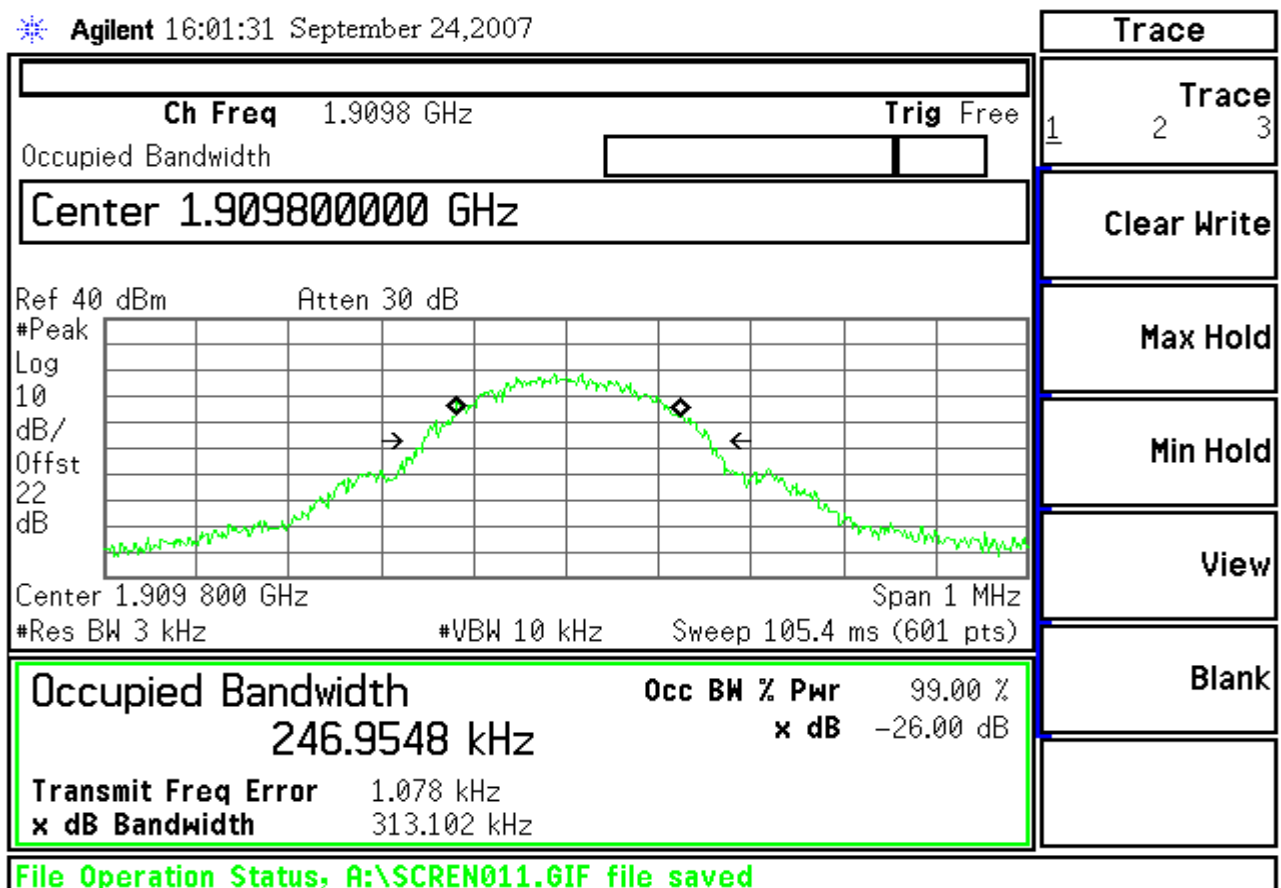 Agilent 16:01:31 September 24,2007
Trace
Ch Freq 1.9098 GHz Trig Free
Occupied Bandwidth
Center 1.909800000 GHz
Ref 40 dBm Atten 30 dB
#Peak
Log
10
dB/
Offst
22
dB
Center 1.909 800 GHz Span 1 MHz
#Res BW 3 kHz #VBW 10 kHz Sweep 105.4 ms (601 pts)
Occupied Bandwidth
246.9548 kHz
Occ BW % Pwr 99.00 %
x dB -26.00 dB
Transmit Freq Error 1.078 kHz
x dB Bandwidth 313.102 kHz
Trace
1 2 3
Clear Write
Max Hold
Min Hold
View
Blank
File Operation Status, A:\SCREN011.GIF file saved